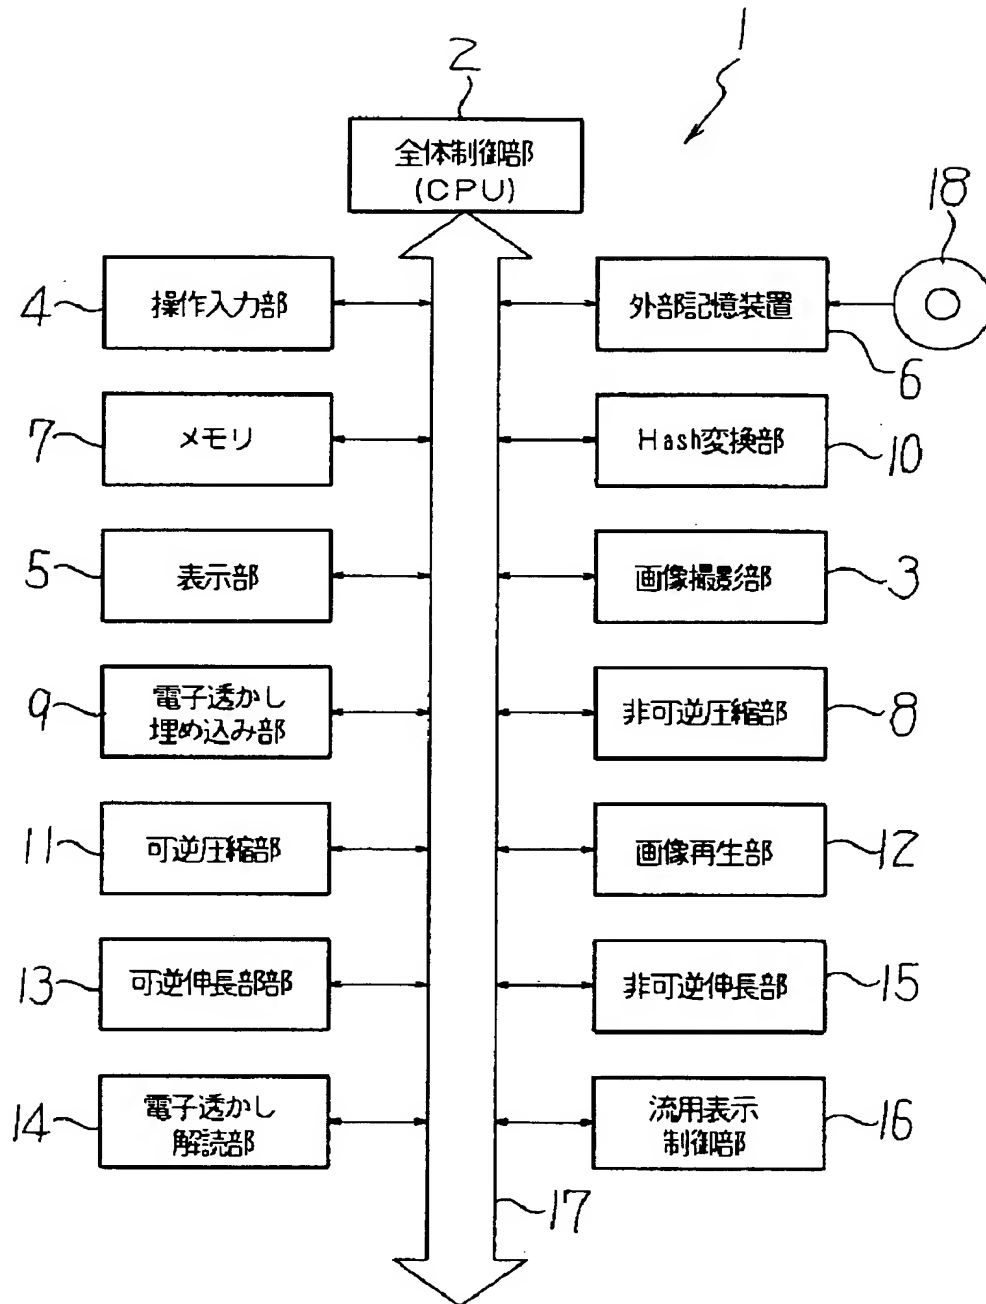 1
2
全体制御部
(CPU)
18
4
操作入力部
外部記憶装置
6
7
メモリ
Hash変換部
10
5
表示部
画像撮影部
3
9
電子透かし
埋め込み部
非可逆圧縮部
8
11
可逆圧縮部
画像再生部
12
13
可逆伸長部部
非可逆伸長部
15
14
電子透かし
解読部
流用表示
制御部
16
17